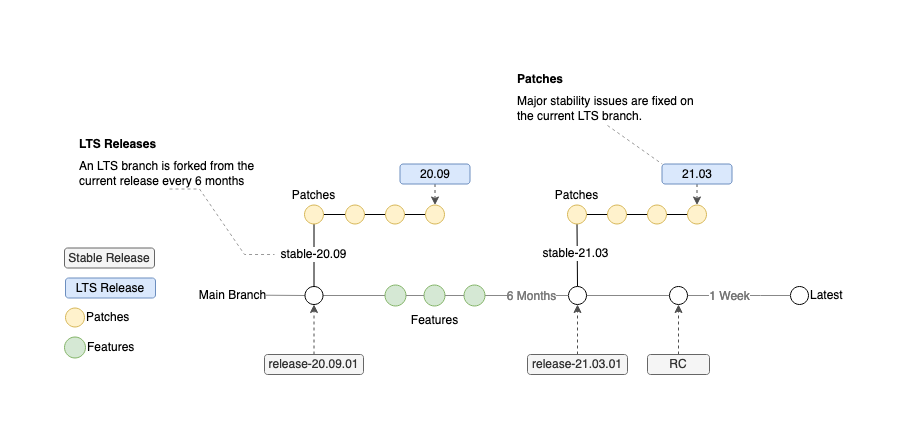 Patches
Major stability issues are fixed on
the current LTS branch.
LTS Releases
An LTS branch is forked from the
current release every 6 months
20.09
21.03
Patches
Patches
stable-20.09
stable-21.03
Stable Release
LTS Release
Patches
Features
Main Branch
6 Months
1 Week
Latest
Features
release-20.09.01
release-21.03.01
RC